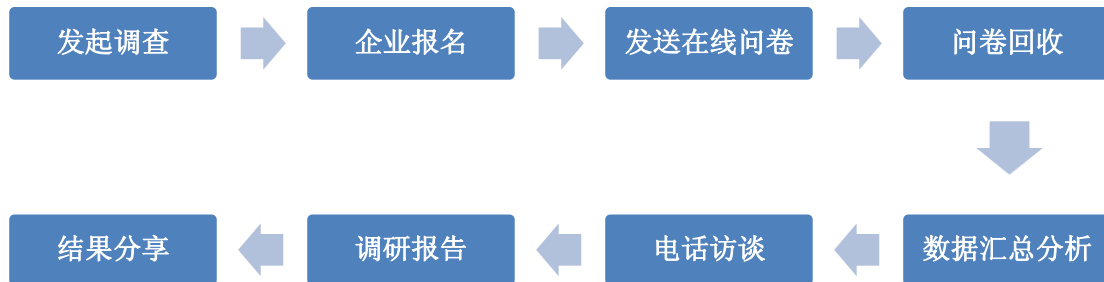 发起调查
企业报名
发送在线问卷
问卷回收
数据汇总分析
电话访谈
调研报告
结果分享